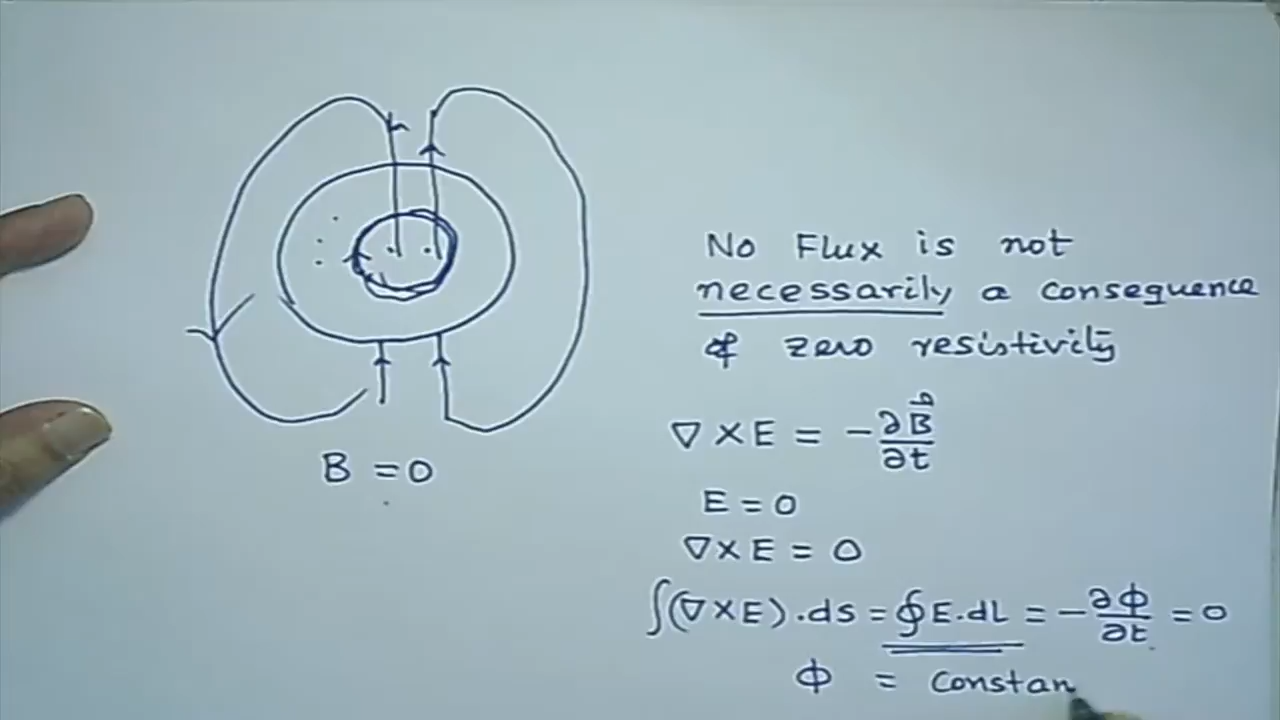 No Flux is not
necessarily a consequence
of zero resistivity
∇ X E = - ∂B⃗/∂t
E = 0
∇ X E = 0
∫(∇ X E).ds = ∮E.dL = - ∂Φ/∂t = 0
Φ = Constan
B = 0